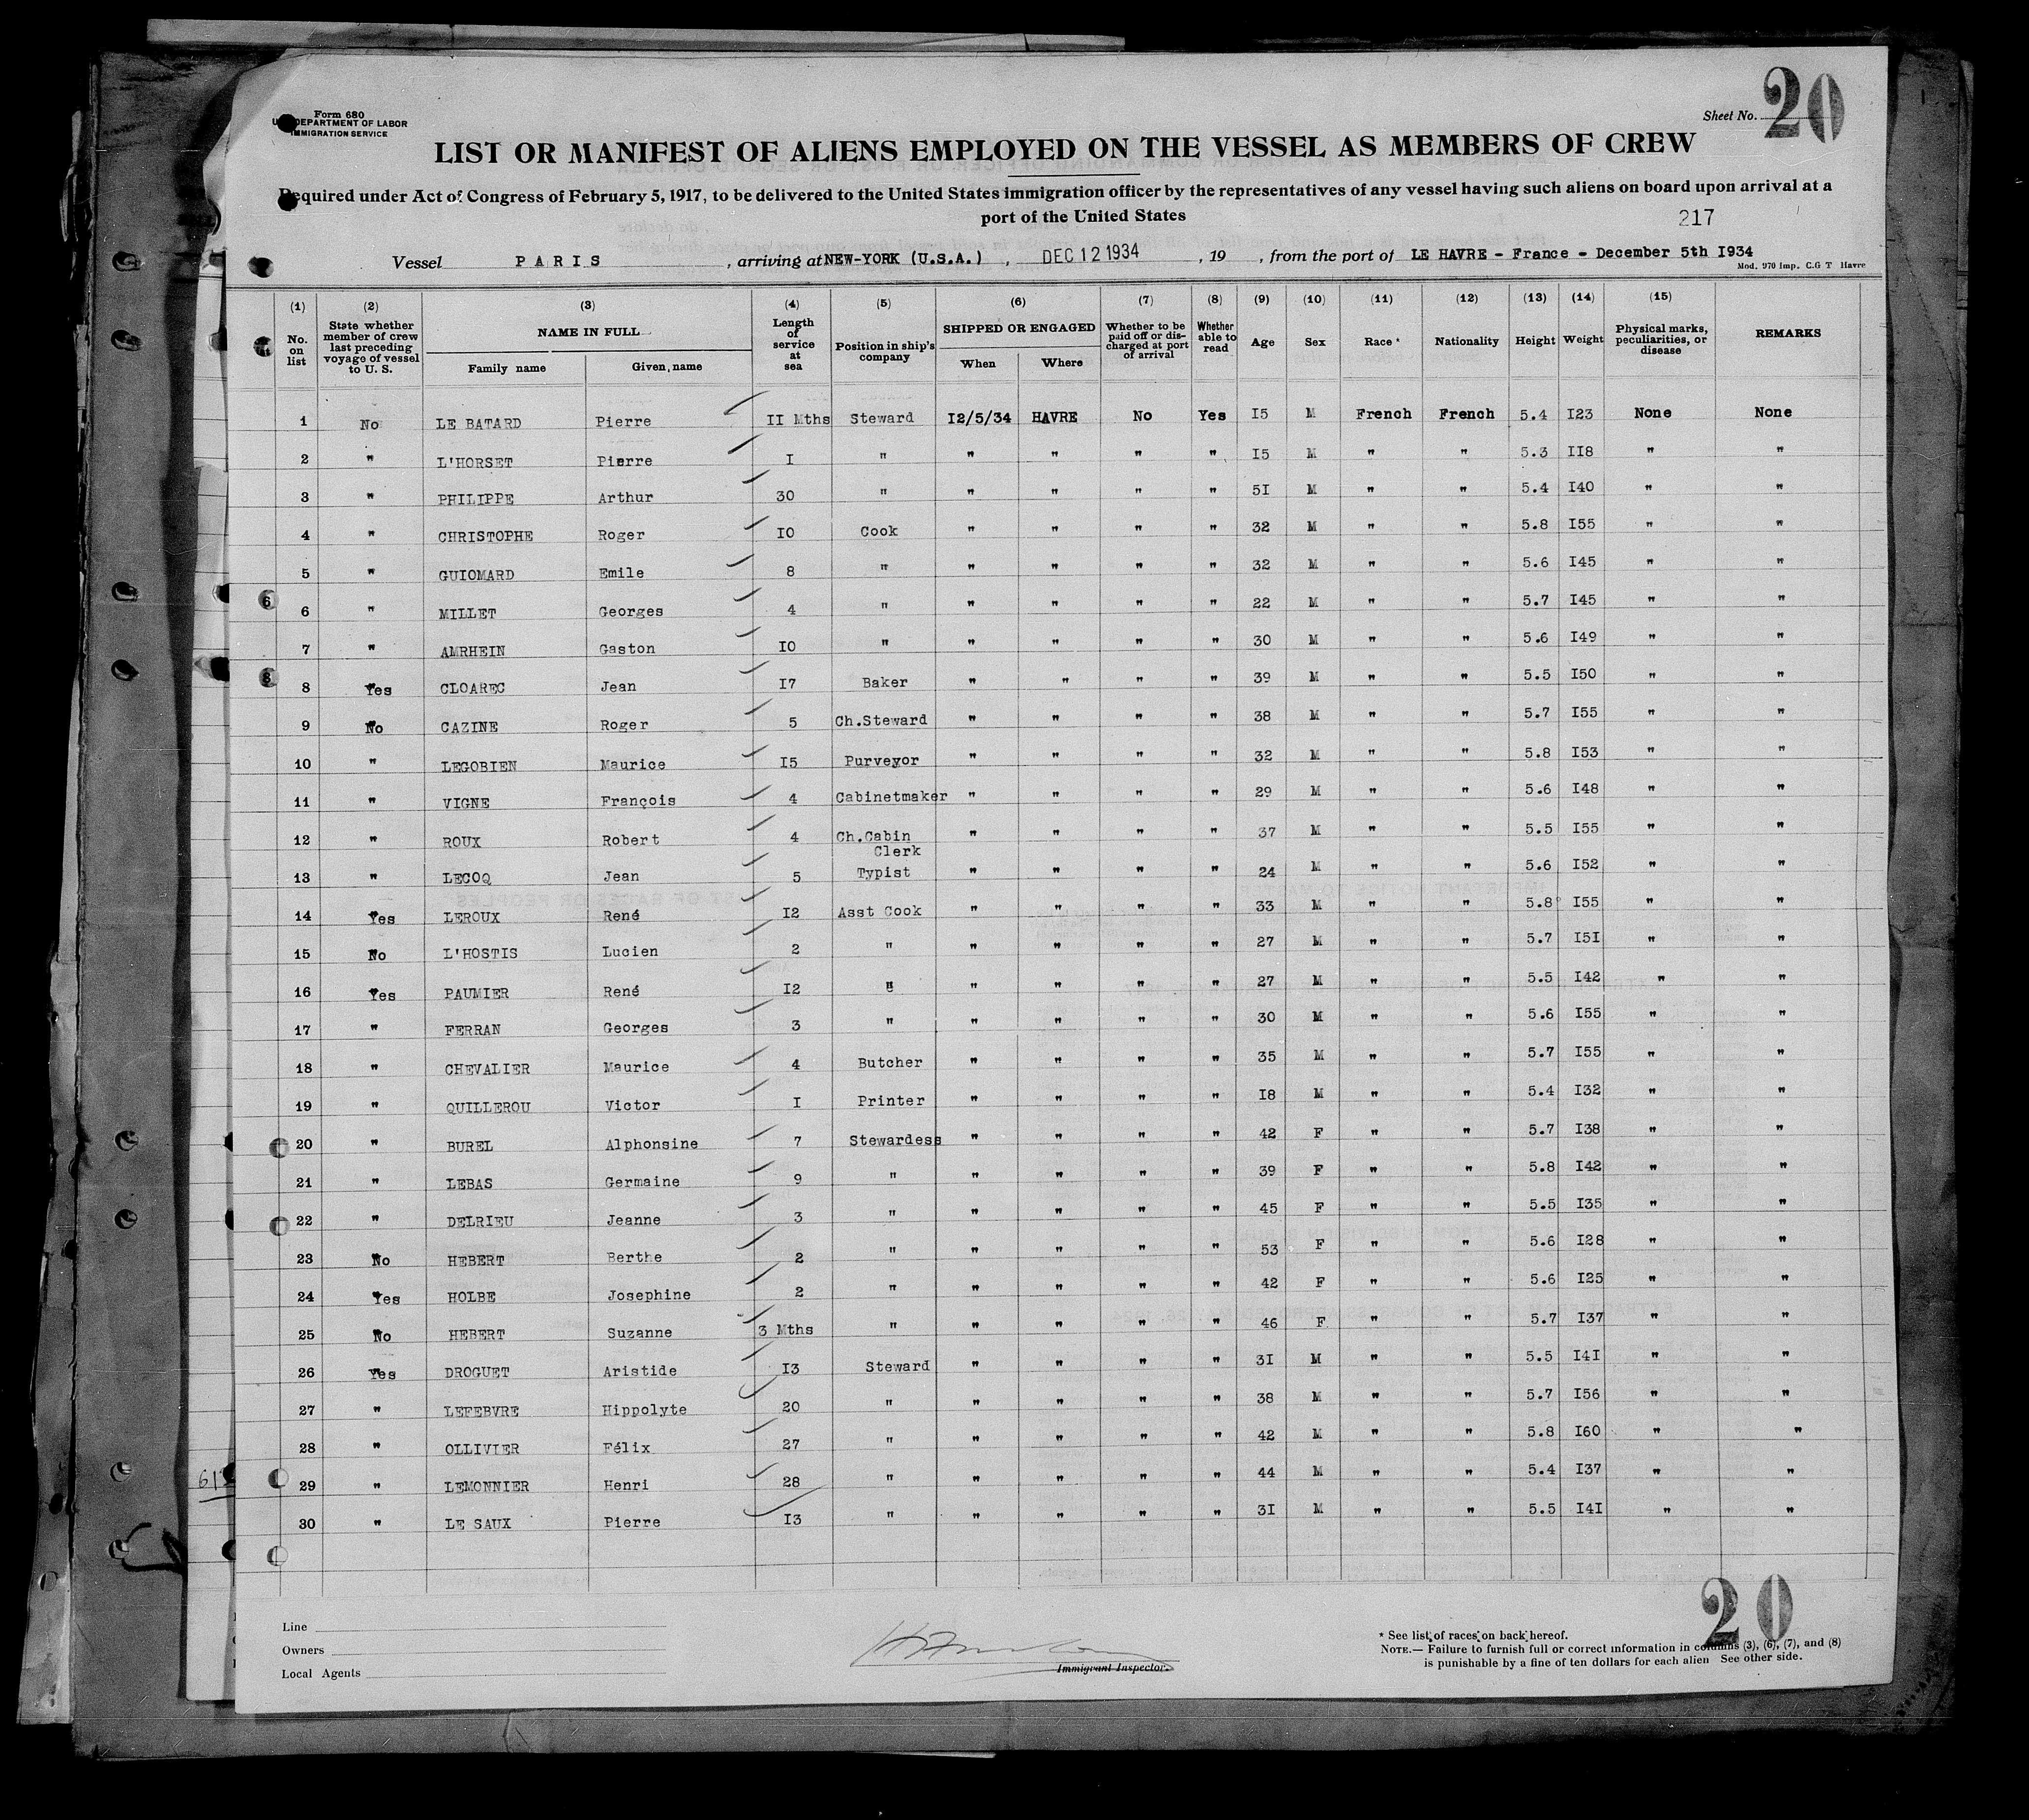 Form 680
DEPARTMENT OF LABOR
IMMIGRATION SERVICE
Sheet No. 20
LIST OR MANIFEST OF ALIENS EMPLOYED ON THE VESSEL AS MEMBERS OF CREW
Required under Act of Congress of February 5, 1917, to be delivered to the United States immigration officer by the representatives of any vessel having such aliens on board upon arrival at a
port of the United States
217
Vessel PARIS, arriving at NEW-YORK (U.S.A.), DEC 12 1934, 19 , from the port of LE HAVRE - France - December 5th I934
Mod. 970 Imp. C.G T Havre
(1) (2) (3) (4) (5) (6) (7) (8) (9) (10) (11) (12) (13) (14) (15)
No. on list | State whether member of crew last preceding voyage of vessel to U. S. | NAME IN FULL | Family name | Given name | Length of service at sea | Position in ship's company | SHIPPED OR ENGAGED | When | Where | Whether to be paid off or discharged at port of arrival | Whether able to read | Age | Sex | Race * | Nationality | Height | Weight | Physical marks, peculiarities, or disease | REMARKS
1 No LE BATARD Pierre II Mths Steward I2/5/34 HAVRE No Yes I5 M French French 5.4 I23 None None
2 " L'HORSET Pierre I " " " " " I5 M " " 5.3 II8 " "
3 " PHILIPPE Arthur 30 " " " " " 5I M " " 5.4 I40 " "
4 " CHRISTOPHE Roger I0 Cook " " " " 32 M " " 5.8 I55 " "
5 " GUIOMARD Emile 8 " " " " " 32 M " " 5.6 I45 " "
6 " MILLET Georges 4 " " " " " 22 M " " 5.7 I45 " "
7 " AMRHEIN Gaston I0 " " " " " 30 M " " 5.6 I49 " "
8 Yes CLOAREC Jean I7 Baker " " " " 39 M " " 5.5 I50 " "
9 No CAZINE Roger 5 Ch.Steward " " " " 38 M " " 5.7 I55 " "
10 " LEGOBIEN Maurice I5 Purveyor " " " " 32 M " " 5.8 I53 " "
11 " VIGNE François 4 Cabinetmaker " " " " 29 M " " 5.6 I48 " "
12 " ROUX Robert 4 Ch.Cabin Clerk " " " " 37 M " " 5.5 I55 " "
13 " LECOQ Jean 5 Typist " " " " 24 M " " 5.6 I52 " "
14 Yes LEROUX René I2 Asst Cook " " " " 33 M " " 5.8 I55 " "
15 No L'HOSTIS Lucien 2 " " " " " 27 M " " 5.7 I5I " "
16 Yes PAUMIER René I2 " " " " " 27 M " " 5.5 I42 " "
17 " FERRAN Georges 3 " " " " " 30 M " " 5.6 I55 " "
18 " CHEVALIER Maurice 4 Butcher " " " " 35 M " " 5.7 I55 " "
19 " QUILLEROU Victor I Printer " " " " I8 M " " 5.4 I32 " "
20 " BUREL Alphonsine 7 Stewardess " " " " 42 F " " 5.7 I38 " "
21 " LEBAS Germaine 9 " " " " " 39 F " " 5.8 I42 " "
22 " DELRIEU Jeanne 3 " " " " " 45 F " " 5.5 I35 " "
23 No HEBERT Berthe 2 " " " " " 53 F " " 5.6 I28 " "
24 Yes HOLBE Josephine 2 " " " " " 42 F " " 5.6 I25 " "
25 No HEBERT Suzanne 3 Mths " " " " " 46 F " " 5.7 I37 " "
26 Yes DROGUET Aristide I3 Steward " " " " 3I M " " 5.5 I4I " "
27 " LEFEBVRE Hippolyte 20 " " " " " 38 M " " 5.7 I56 " "
28 " OLLIVIER Félix 27 " " " " " 42 M " " 5.8 I60 " "
29 " LEMONNIER Henri 28 " " " " " 44 M " " 5.4 I37 " "
30 " LE SAUX Pierre I3 " " " " " 3I M " " 5.5 I4I " "
20
Line
Owners
Local Agents
Immigrant Inspector.
* See list of races on back hereof.
NOTE.— Failure to furnish full or correct information in columns (3), (6), (7), and (8)
is punishable by a fine of ten dollars for each alien See other side.